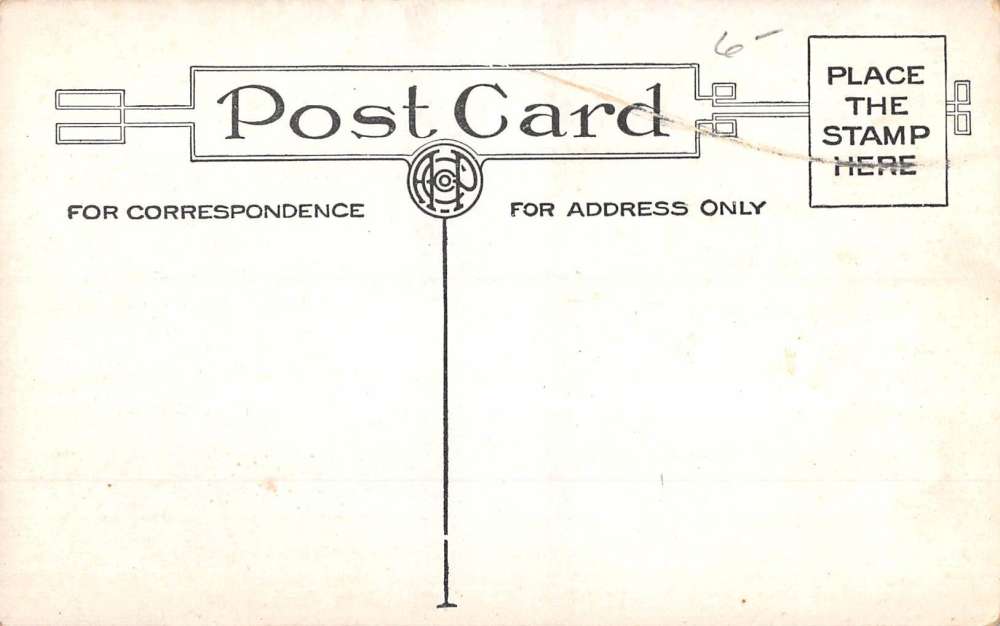 6-
Post Card
PLACE
THE
STAMP
HERE
FOR CORRESPONDENCE
FOR ADDRESS ONLY